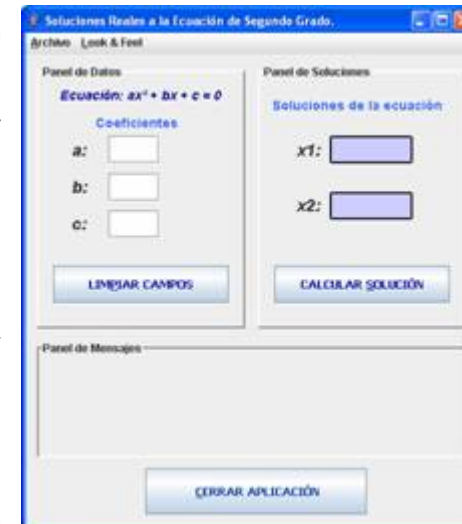 Soluciones Reales a la Ecuación de Segundo Grado.
Archivo Look & Feel
Panel de Datos
Ecuación: ax² + bx + c = 0
Coeficientes
a:
b:
c:
LIMPIAR CAMPOS
Panel de Soluciones
Soluciones de la ecuación
x1:
x2:
CALCULAR SOLUCIÓN
Panel de Mensajes
CERRAR APLICACIÓN